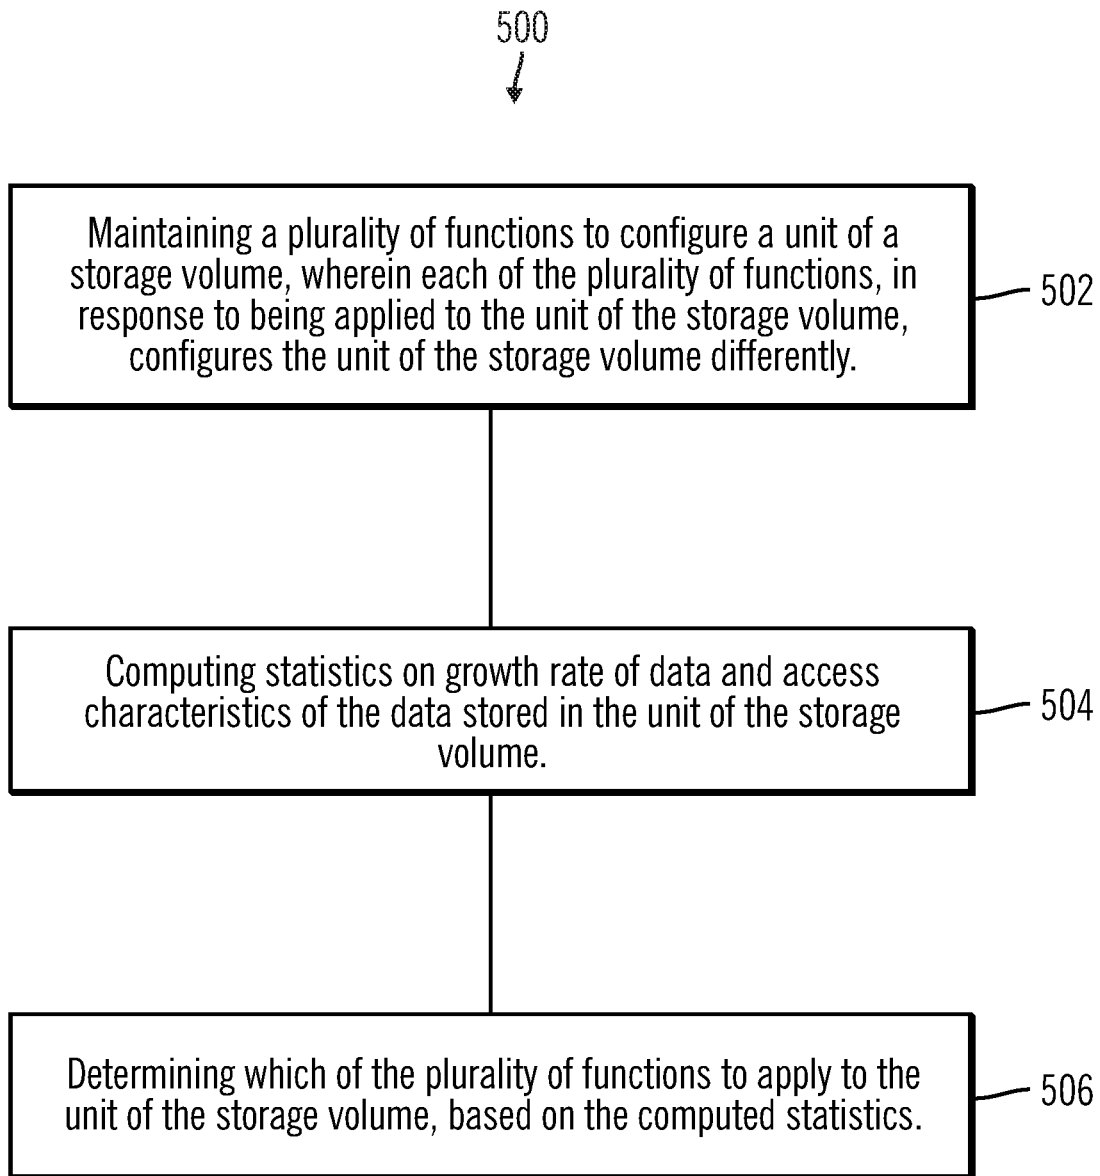 500
Maintaining a plurality of functions to configure a unit of a
storage volume, wherein each of the plurality of functions, in
response to being applied to the unit of the storage volume,
configures the unit of the storage volume differently.
502
Computing statistics on growth rate of data and access
characteristics of the data stored in the unit of the storage
volume.
504
Determining which of the plurality of functions to apply to the
unit of the storage volume, based on the computed statistics.
506